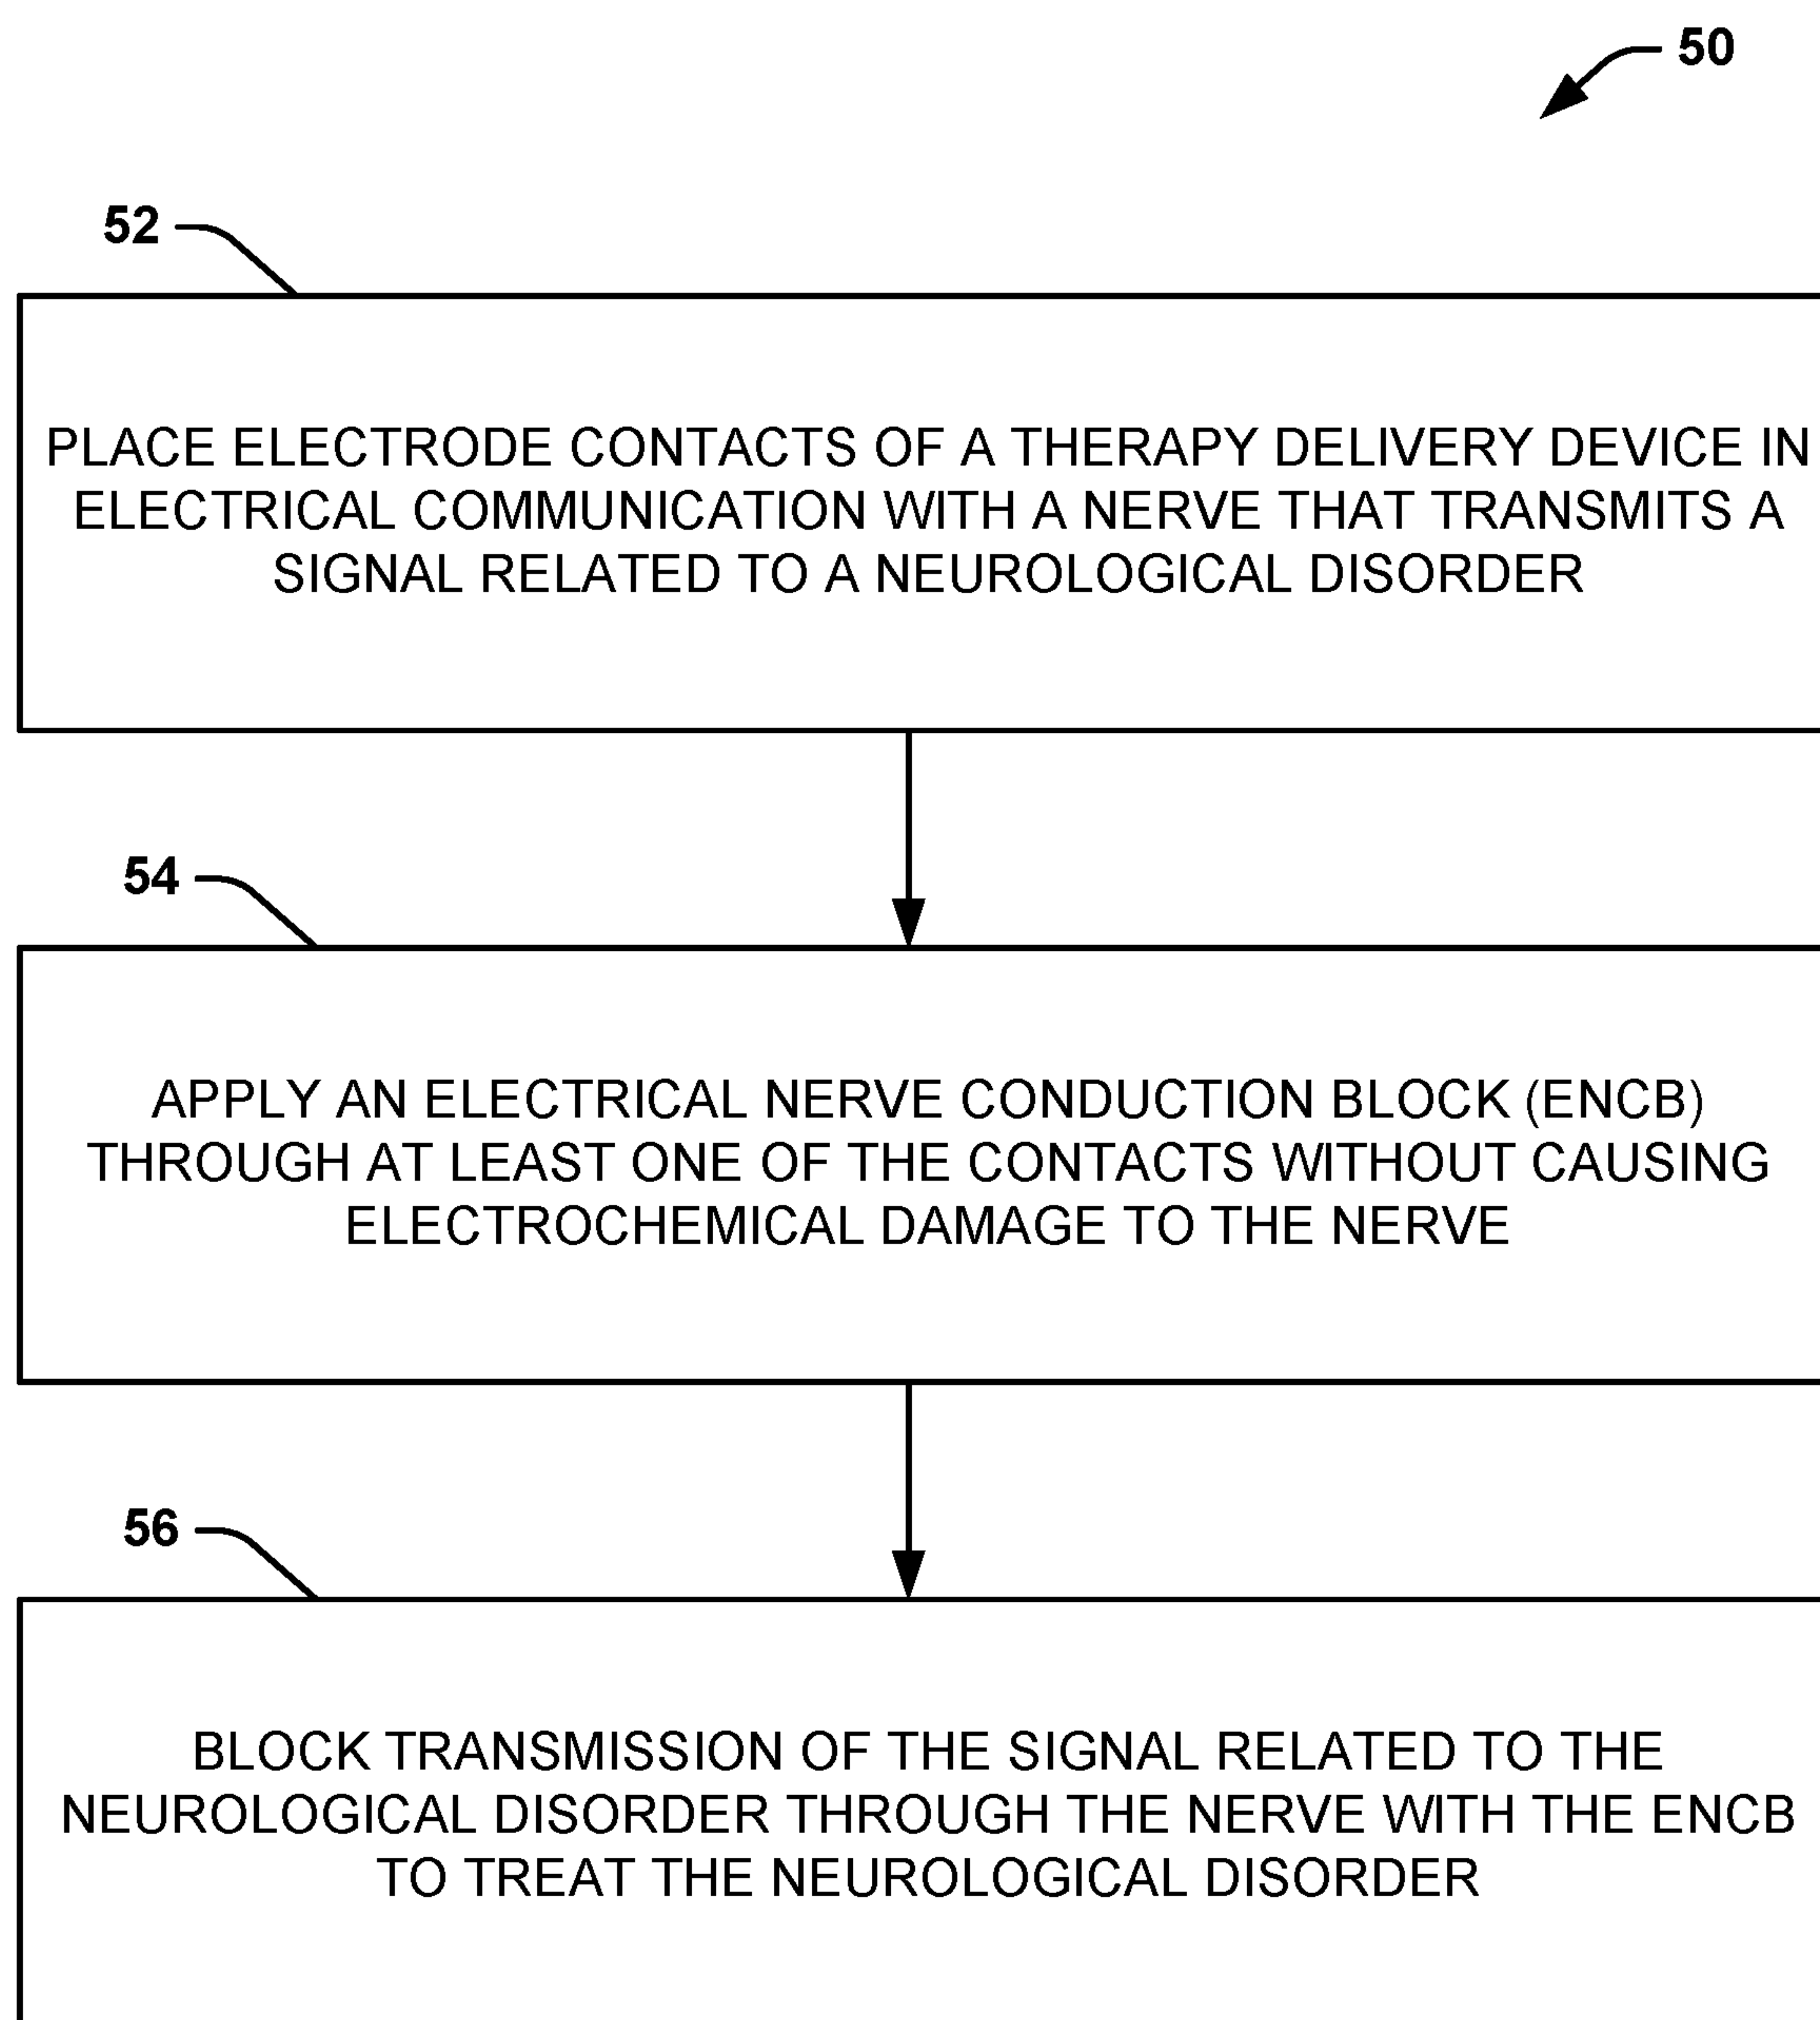 50
52
PLACE ELECTRODE CONTACTS OF A THERAPY DELIVERY DEVICE IN
ELECTRICAL COMMUNICATION WITH A NERVE THAT TRANSMITS A
SIGNAL RELATED TO A NEUROLOGICAL DISORDER
54
APPLY AN ELECTRICAL NERVE CONDUCTION BLOCK (ENCB)
THROUGH AT LEAST ONE OF THE CONTACTS WITHOUT CAUSING
ELECTROCHEMICAL DAMAGE TO THE NERVE
56
BLOCK TRANSMISSION OF THE SIGNAL RELATED TO THE
NEUROLOGICAL DISORDER THROUGH THE NERVE WITH THE ENCB
TO TREAT THE NEUROLOGICAL DISORDER